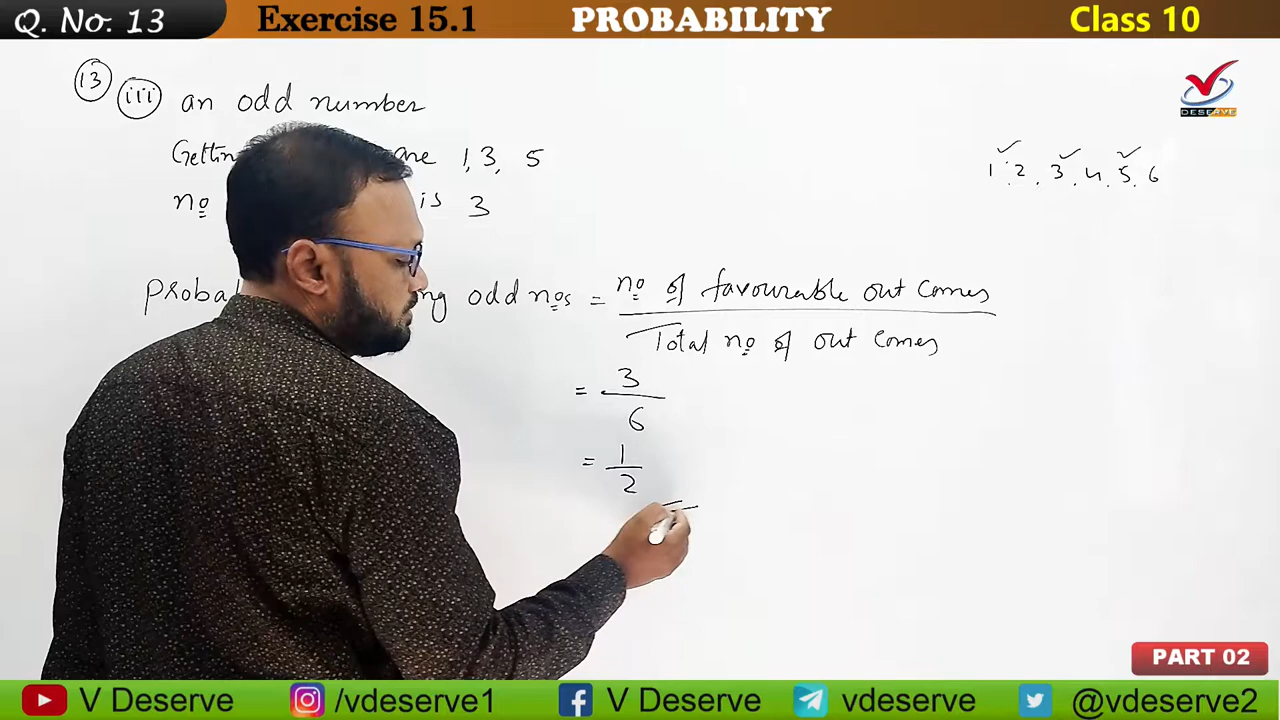 Q. No. 13
Exercise 15.1
PROBABILITY
Class 10
DESERVE
13 iii an odd number
1, 3, 5
1, 2, 3, 4, 5, 6
no is 3
odd nos = no of favourable out comes
Total no of out comes
= 3
6
= 1
2
PART 02
V Deserve
/vdeserve1
V Deserve
vdeserve
@vdeserve2